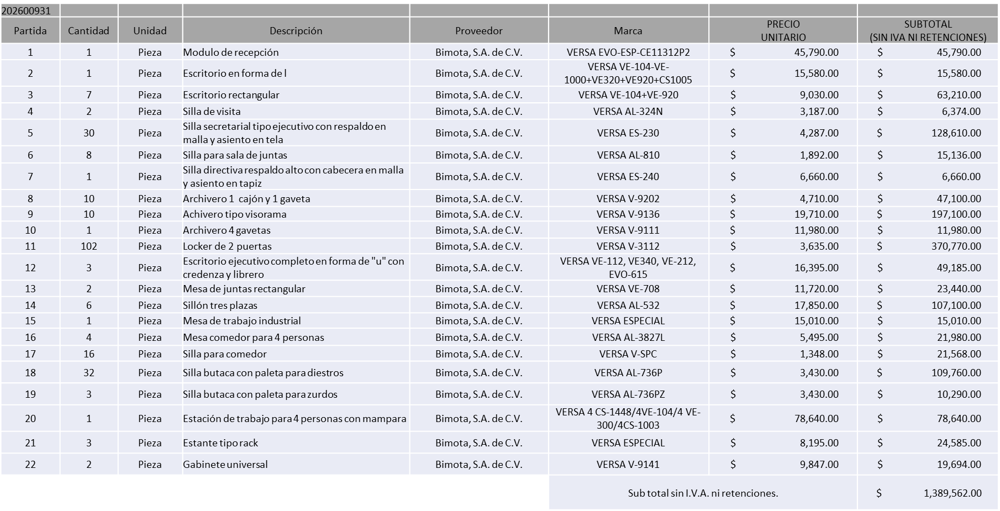 202600931
Partida Cantidad Unidad Descripción Proveedor Marca PRECIO UNITARIO SUBTOTAL (SIN IVA NI RETENCIONES)
1 1 Pieza Modulo de recepción Bimota, S.A. de C.V. VERSA EVO-ESP-CE11312P2 $ 45,790.00 $ 45,790.00
2 1 Pieza Escritorio en forma de l Bimota, S.A. de C.V. VERSA VE-104-VE-1000+VE320+VE920+CS1005 $ 15,580.00 $ 15,580.00
3 7 Pieza Escritorio rectangular Bimota, S.A. de C.V. VERSA VE-104+VE-920 $ 9,030.00 $ 63,210.00
4 2 Pieza Silla de visita Bimota, S.A. de C.V. VERSA AL-324N $ 3,187.00 $ 6,374.00
5 30 Pieza Silla secretarial tipo ejecutivo con respaldo en malla y asiento en tela Bimota, S.A. de C.V. VERSA ES-230 $ 4,287.00 $ 128,610.00
6 8 Pieza Silla para sala de juntas Bimota, S.A. de C.V. VERSA AL-810 $ 1,892.00 $ 15,136.00
7 1 Pieza Silla directiva respaldo alto con cabecera en malla y asiento en tapiz Bimota, S.A. de C.V. VERSA ES-240 $ 6,660.00 $ 6,660.00
8 10 Pieza Archivero 1 cajón y 1 gaveta Bimota, S.A. de C.V. VERSA V-9202 $ 4,710.00 $ 47,100.00
9 10 Pieza Achivero tipo visorama Bimota, S.A. de C.V. VERSA V-9136 $ 19,710.00 $ 197,100.00
10 1 Pieza Archivero 4 gavetas Bimota, S.A. de C.V. VERSA V-9111 $ 11,980.00 $ 11,980.00
11 102 Pieza Locker de 2 puertas Bimota, S.A. de C.V. VERSA V-3112 $ 3,635.00 $ 370,770.00
12 3 Pieza Escritorio ejecutivo completo en forma de "u" con credenza y librero Bimota, S.A. de C.V. VERSA VE-112, VE340, VE-212, EVO-615 $ 16,395.00 $ 49,185.00
13 2 Pieza Mesa de juntas rectangular Bimota, S.A. de C.V. VERSA VE-708 $ 11,720.00 $ 23,440.00
14 6 Pieza Sillón tres plazas Bimota, S.A. de C.V. VERSA AL-532 $ 17,850.00 $ 107,100.00
15 1 Pieza Mesa de trabajo industrial Bimota, S.A. de C.V. VERSA ESPECIAL $ 15,010.00 $ 15,010.00
16 4 Pieza Mesa comedor para 4 personas Bimota, S.A. de C.V. VERSA AL-3827L $ 5,495.00 $ 21,980.00
17 16 Pieza Silla para comedor Bimota, S.A. de C.V. VERSA V-SPC $ 1,348.00 $ 21,568.00
18 32 Pieza Silla butaca con paleta para diestros Bimota, S.A. de C.V. VERSA AL-736P $ 3,430.00 $ 109,760.00
19 3 Pieza Silla butaca con paleta para zurdos Bimota, S.A. de C.V. VERSA AL-736PZ $ 3,430.00 $ 10,290.00
20 1 Pieza Estación de trabajo para 4 personas con mampara Bimota, S.A. de C.V. VERSA 4 CS-1448/4VE-104/4 VE-300/4CS-1003 $ 78,640.00 $ 78,640.00
21 3 Pieza Estante tipo rack Bimota, S.A. de C.V. VERSA ESPECIAL $ 8,195.00 $ 24,585.00
22 2 Pieza Gabinete universal Bimota, S.A. de C.V. VERSA V-9141 $ 9,847.00 $ 19,694.00
Sub total sin I.V.A. ni retenciones. $ 1,389,562.00